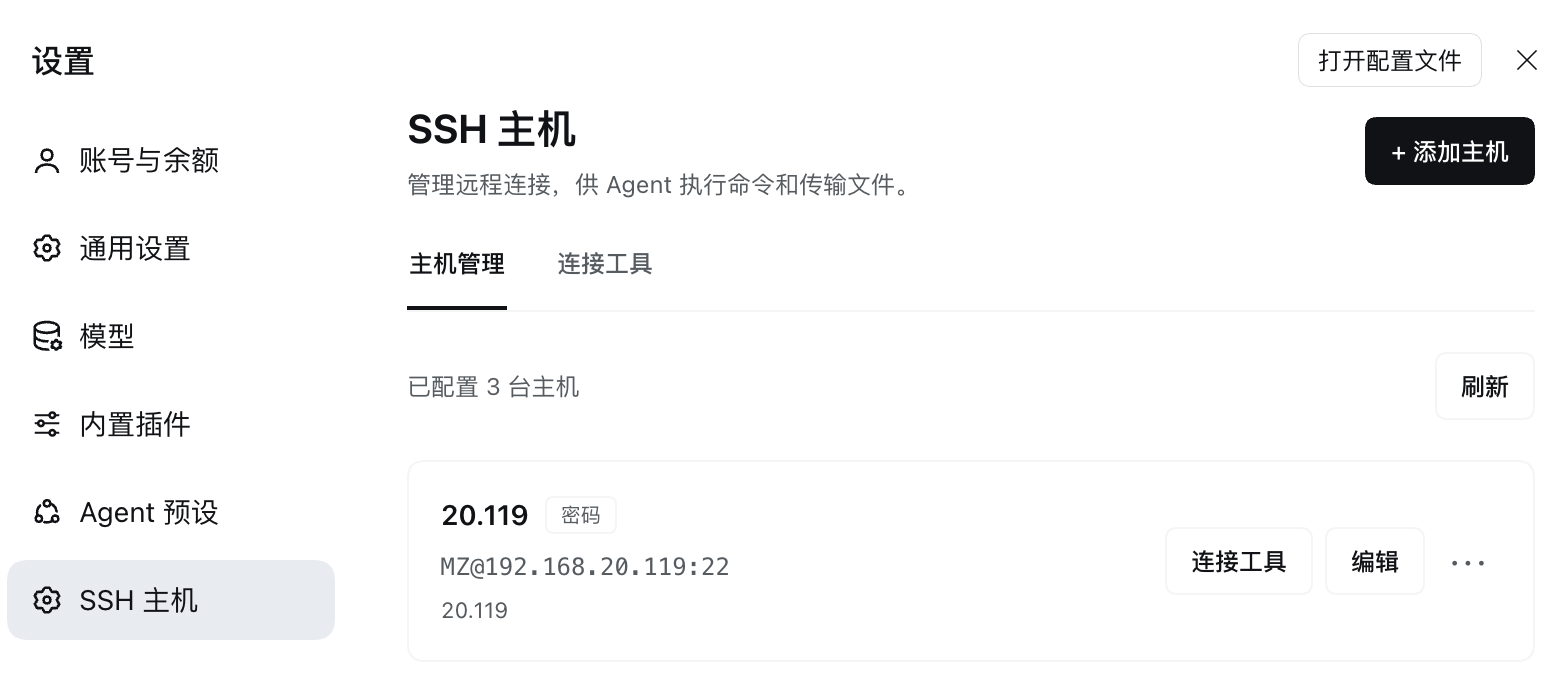 设置
打开配置文件
账号与余额
通用设置
模型
内置插件
Agent 预设
SSH 主机
SSH 主机
+ 添加主机
管理远程连接，供 Agent 执行命令和传输文件。
主机管理 连接工具
已配置 3 台主机
刷新
20.119 密码
MZ@192.168.20.119:22
20.119
连接工具 编辑 ···